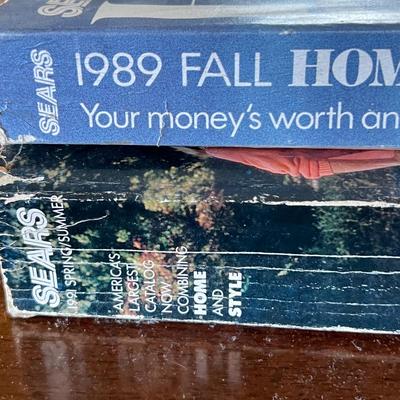 SEARS
1989 FALL HOM
Your money's worth an
SEARS
1991 SPRING/SUMMER
AMERICA'S
LARGEST
CATALOG
NOW
COMBINING
HOME
AND
STYLE